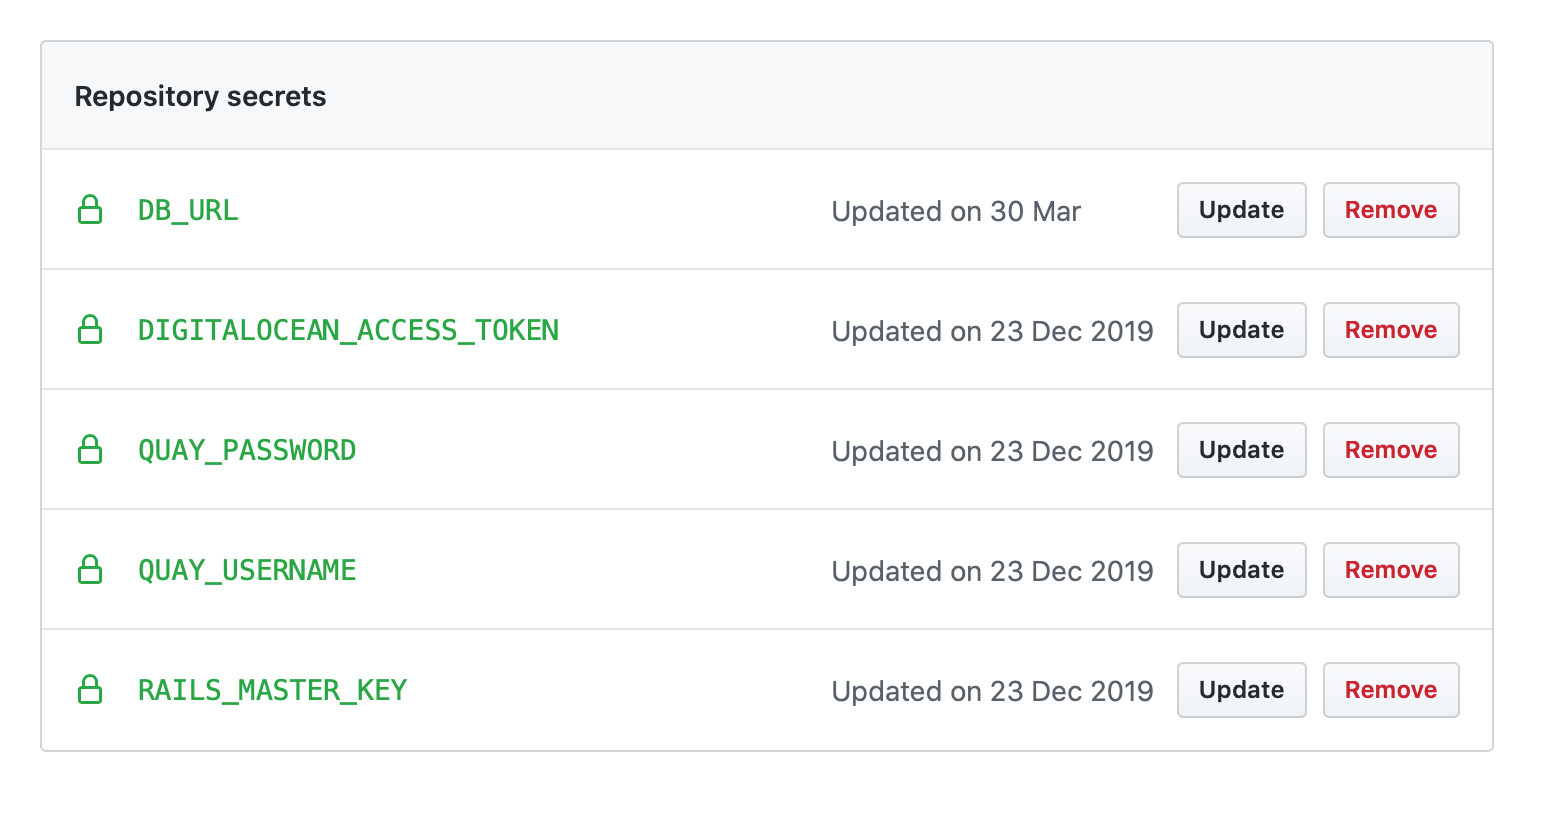 Repository secrets
DB_URL Updated on 30 Mar Update Remove
DIGITALOCEAN_ACCESS_TOKEN Updated on 23 Dec 2019 Update Remove
QUAY_PASSWORD Updated on 23 Dec 2019 Update Remove
QUAY_USERNAME Updated on 23 Dec 2019 Update Remove
RAILS_MASTER_KEY Updated on 23 Dec 2019 Update Remove